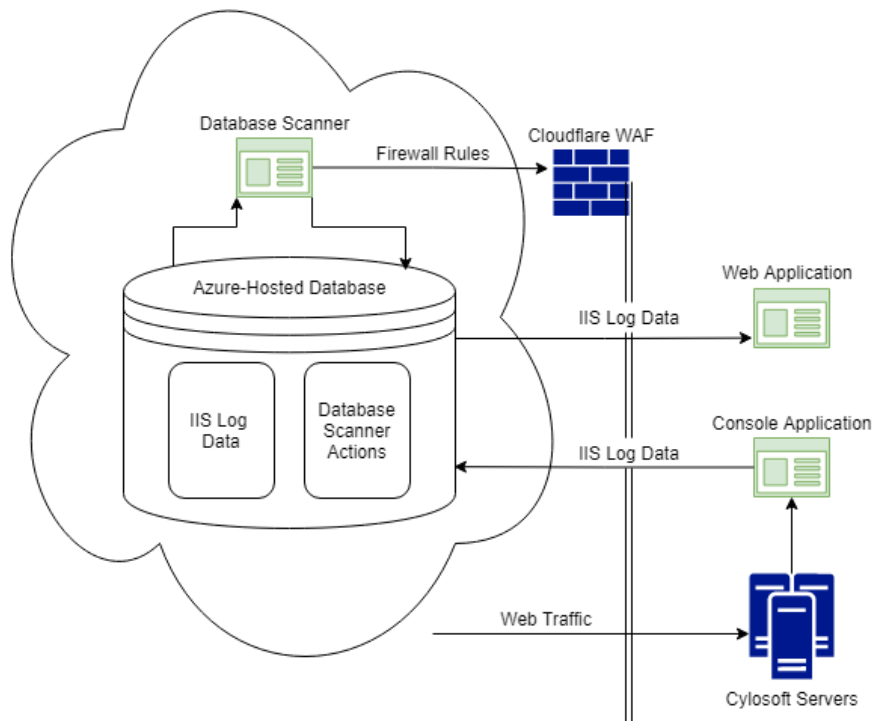 Database Scanner
Firewall Rules
Cloudflare WAF
Azure-Hosted Database
Web Application
IIS Log Data
IIS Log
Data
Database
Scanner
Actions
Console Application
IIS Log Data
Web Traffic
Cylosoft Servers